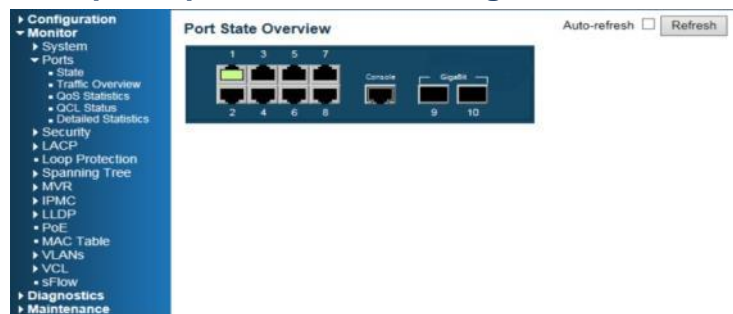 Configuration
Monitor
System
Ports
State
Traffic Overview
QoS Statistics
QCL Status
Detailed Statistics
Security
LACP
Loop Protection
Spanning Tree
MVR
IPMC
LLDP
PoE
MAC Table
VLANs
VCL
sFlow
Diagnostics
Maintenance
Port State Overview
Auto-refresh Refresh
1 3 5 7
Console GigaBit
2 4 6 8 9 10